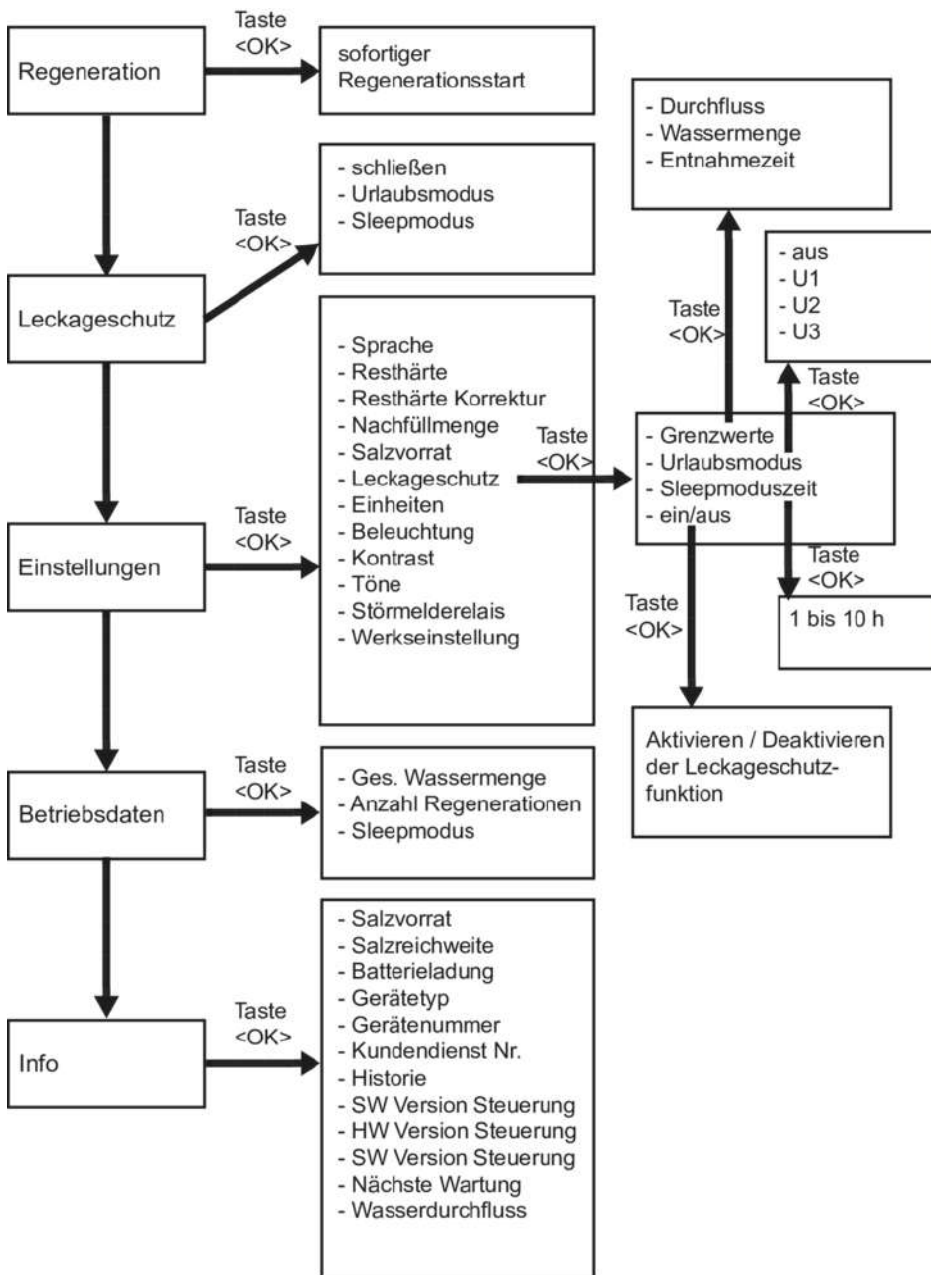 Regeneration
Taste
<OK>
sofortiger
Regenerationsstart
Leckageschutz
Taste
<OK>
- schließen
- Urlaubsmodus
- Sleepmodus
Einstellungen
Taste
<OK>
- Sprache
- Resthärte
- Resthärte Korrektur
- Nachfüllmenge
- Salzvorrat
- Leckageschutz
- Einheiten
- Beleuchtung
- Kontrast
- Töne
- Störmelderelais
- Werkseinstellung
Taste
<OK>
- Grenzwerte
- Urlaubsmodus
- Sleepmoduszeit
- ein/aus
Taste
<OK>
- Durchfluss
- Wassermenge
- Entnahmezeit
Taste
<OK>
- aus
- U1
- U2
- U3
Taste
<OK>
1 bis 10 h
Taste
<OK>
Aktivieren / Deaktivieren
der Leckageschutz-
funktion
Betriebsdaten
Taste
<OK>
- Ges. Wassermenge
- Anzahl Regenerationen
- Sleepmodus
Info
Taste
<OK>
- Salzvorrat
- Salzreichweite
- Batterieladung
- Gerätetyp
- Gerätenummer
- Kundendienst Nr.
- Historie
- SW Version Steuerung
- HW Version Steuerung
- SW Version Steuerung
- Nächste Wartung
- Wasserdurchfluss